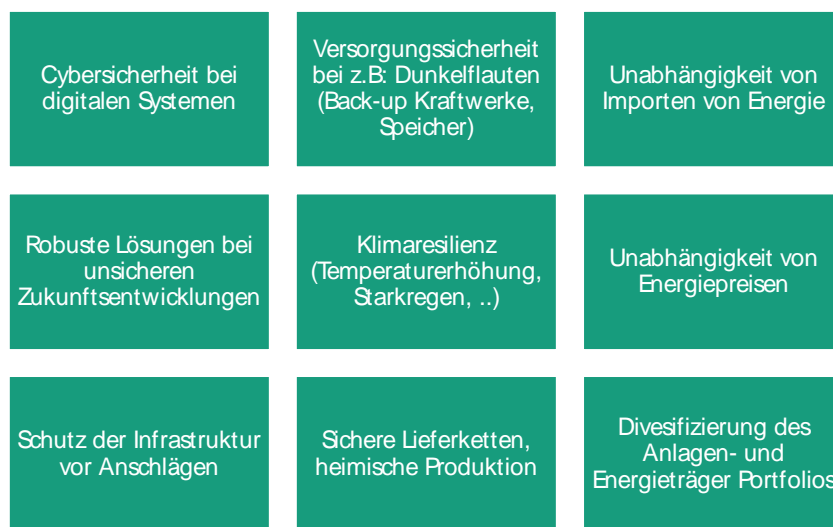 Cybersicherheit bei
digitalen Systemen
Versorgungssicherheit
bei z.B: Dunkelflauten
(Back-up Kraftwerke,
Speicher)
Unabhängigkeit von
Importen von Energie
Robuste Lösungen bei
unsicheren
Zukunftsentwicklungen
Klimaresilienz
(Temperaturerhöhung,
Starkregen, ..)
Unabhängigkeit von
Energiepreisen
Schutz der Infrastruktur
vor Anschlägen
Sichere Lieferketten,
heimische Produktion
Divesifizierung des
Anlagen- und
Energieträger Portfolios